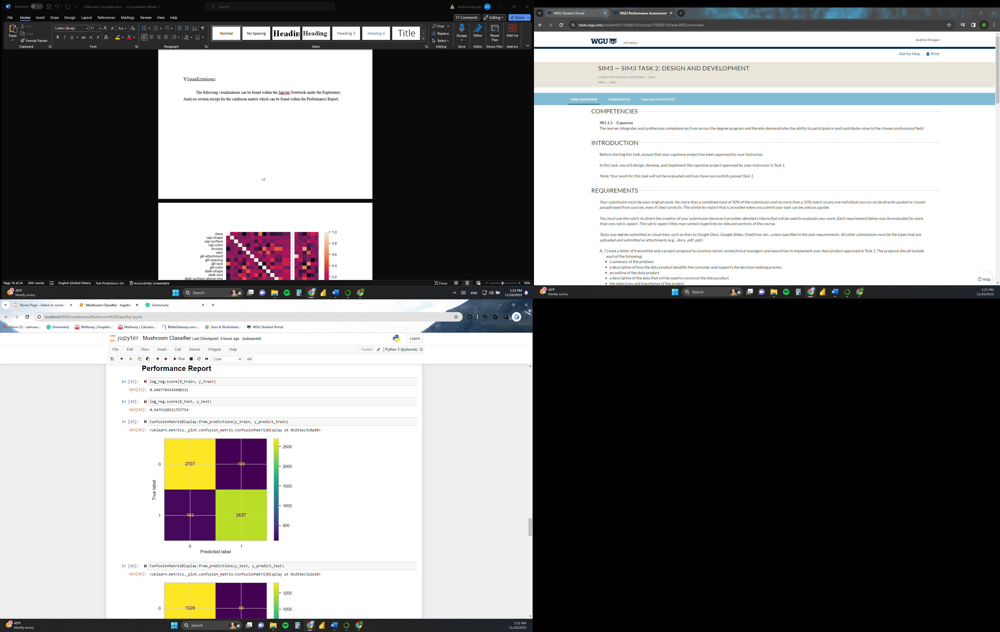 AutoSave Off C964 task 2 template.docx - Compatibility Mode Search Andrew Morgan AM
File Home Insert Draw Design Layout References Mailings Review View Help Comments Editing Share
Paste Cut Copy Format Painter Calibri (Body) 11 Normal No Spacing Headin Heading Heading 3 Heading 4 Title Find Replace Select Dictate Editor Reuse Files Add-ins
Clipboard Font Paragraph Styles Editing Voice Editor Reuse Files Add-ins
Visualizations
The following visualizations can be found within the Jupyter Notebook under the Exploratory
Analysis section except for the confusion matrix which can be found within the Performance Report.
18
class
cap-shape
cap-surface
cap-color
bruises
odor
gill-attachment
gill-spacing
gill-size
gill-color
stalk-shape
stalk-root
stalk-surface-above-ring
1.0
0.8
0.6
0.4
0.2
Page 18 of 24 2941 words English (United States) Text Predictions: On Accessibility: Unavailable Focus 95%
45°F
Mostly sunny
Search
ENG
1:21 PM
11/20/2023
WGU Student Portal WGU Performance Assessment
tasks.wgu.edu/student/011068619/course/31880018/task/4083/overview
WGU MY WGU Andrew Morgan
Ask for Help Print
SIM3 — SIM3 TASK 2: DESIGN AND DEVELOPMENT
COMPUTER SCIENCE CAPSTONE — C964
PRFA — SIM3
TASK OVERVIEW SUBMISSIONS EVALUATION REPORT
COMPETENCIES
981.1.1 : Capstone
The learner integrates and synthesizes competencies from across the degree program and thereby demonstrates the ability to participate in and contribute value to the chosen professional field.
INTRODUCTION
Before starting this task, ensure that your capstone project has been approved by your instructor.
In this task, you will design, develop, and implement the capstone project approved by your instructor in Task 1.
Note: Your work for this task will not be evaluated until you have successfully passed Task 1.
REQUIREMENTS
Your submission must be your original work. No more than a combined total of 30% of the submission and no more than a 10% match to any one individual source can be directly quoted or closely
paraphrased from sources, even if cited correctly. The similarity report that is provided when you submit your task can be used as a guide.
You must use the rubric to direct the creation of your submission because it provides detailed criteria that will be used to evaluate your work. Each requirement below may be evaluated by more
than one rubric aspect. The rubric aspect titles may contain hyperlinks to relevant portions of the course.
Tasks may not be submitted as cloud links, such as links to Google Docs, Google Slides, OneDrive, etc., unless specified in the task requirements. All other submissions must be file types that are
uploaded and submitted as attachments (e.g., .docx, .pdf, .ppt).
A. Create a letter of transmittal and a project proposal to convince senior, nontechnical managers and executives to implement your data product approved in Task 1. The proposal should include
each of the following:
• a summary of the problem
• a description of how the data product benefits the customer and supports the decision-making process
• an outline of the data product
• a description of the data that will be used to construct the data product
• the objectives and hypotheses of the project
Help
45°F
Mostly sunny
Search
1:21 PM
11/20/2023
Home Page - Select or create a Mushroom Classifier - Jupyter Grammarly
localhost:8888/notebooks/Mushroom%20Classifier.ipynb
Inbox (3) - admsao... Grammarly Mathway | Graphin... Mathway | Calculus... BibleGateway.com:... Quiz & Worksheet... WGU Student Portal
jupyter Mushroom Classifier Last Checkpoint: 4 hours ago (autosaved) Logout
File Edit View Insert Cell Kernel Widgets Help Trusted Python 3 (ipykernel)
Run Code
Performance Report
In [23]: log_reg.score(X_train, y_train)
Out[23]: 0.9497784342688331
In [24]: log_reg.score(X_test, y_test)
Out[24]: 0.9479320531757754
In [25]: ConfusionMatrixDisplay.from_predictions(y_train, y_predict_train)
Out[25]: <sklearn.metrics._plot.confusion_matrix.ConfusionMatrixDisplay at 0x263ec3c0ad0>
2707 109
163 2437
0
1
True label
0 1
Predicted label
2500
2000
1500
1000
500
In [26]: ConfusionMatrixDisplay.from_predictions(y_test, y_predict_test)
Out[26]: <sklearn.metrics._plot.confusion_matrix.ConfusionMatrixDisplay at 0x263ec312e10>
0 1328 64
1200
1000
45°F
Mostly sunny
Search
1:21 PM
11/20/2023